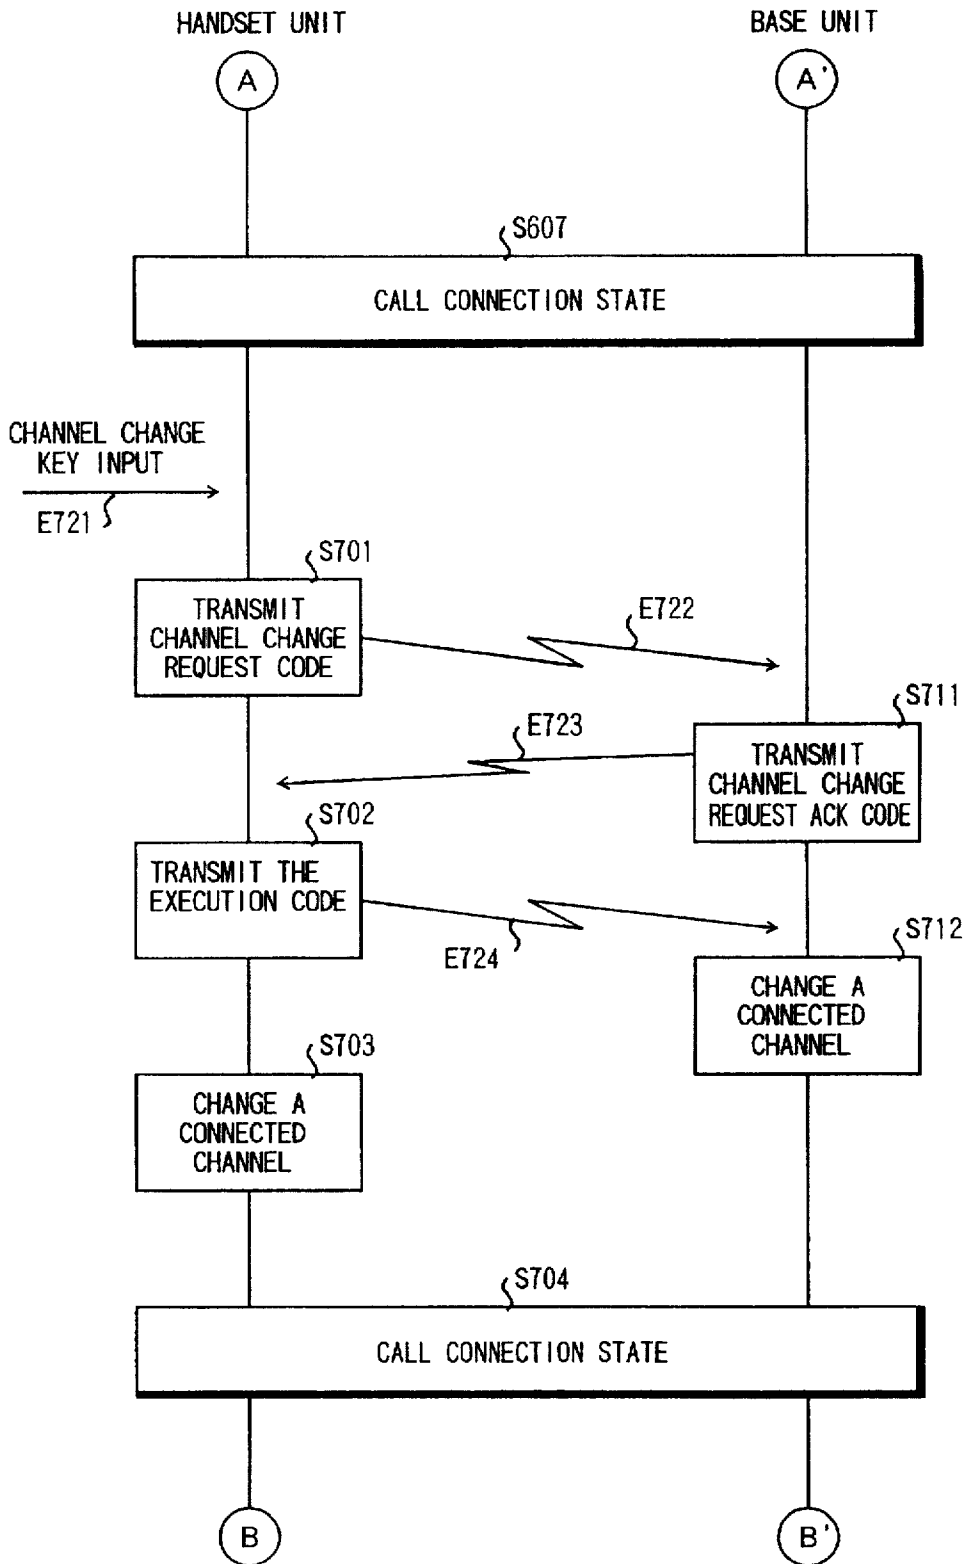 HANDSET UNIT
BASE UNIT
A
A'
S607
CALL CONNECTION STATE
CHANNEL CHANGE
KEY INPUT
E721
S701
TRANSMIT
CHANNEL CHANGE
REQUEST CODE
E722
S711
E723
TRANSMIT
CHANNEL CHANGE
REQUEST ACK CODE
S702
TRANSMIT THE
EXECUTION CODE
E724
S712
CHANGE A
CONNECTED
CHANNEL
S703
CHANGE A
CONNECTED
CHANNEL
S704
CALL CONNECTION STATE
B
B'